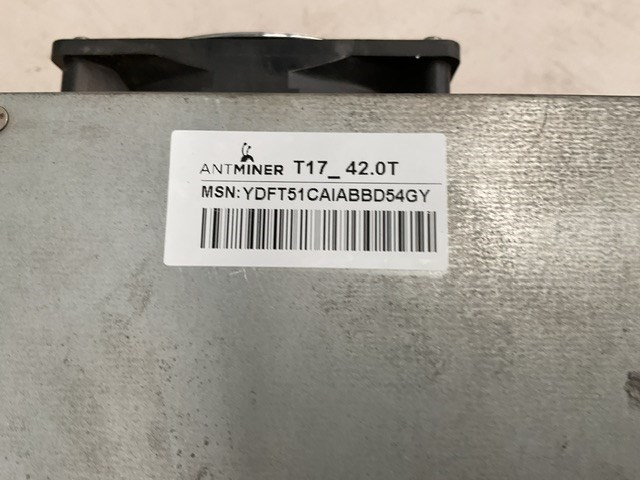 ANTMINER T17_ 42.0T
MSN:YDFT51CAIABBD54GY